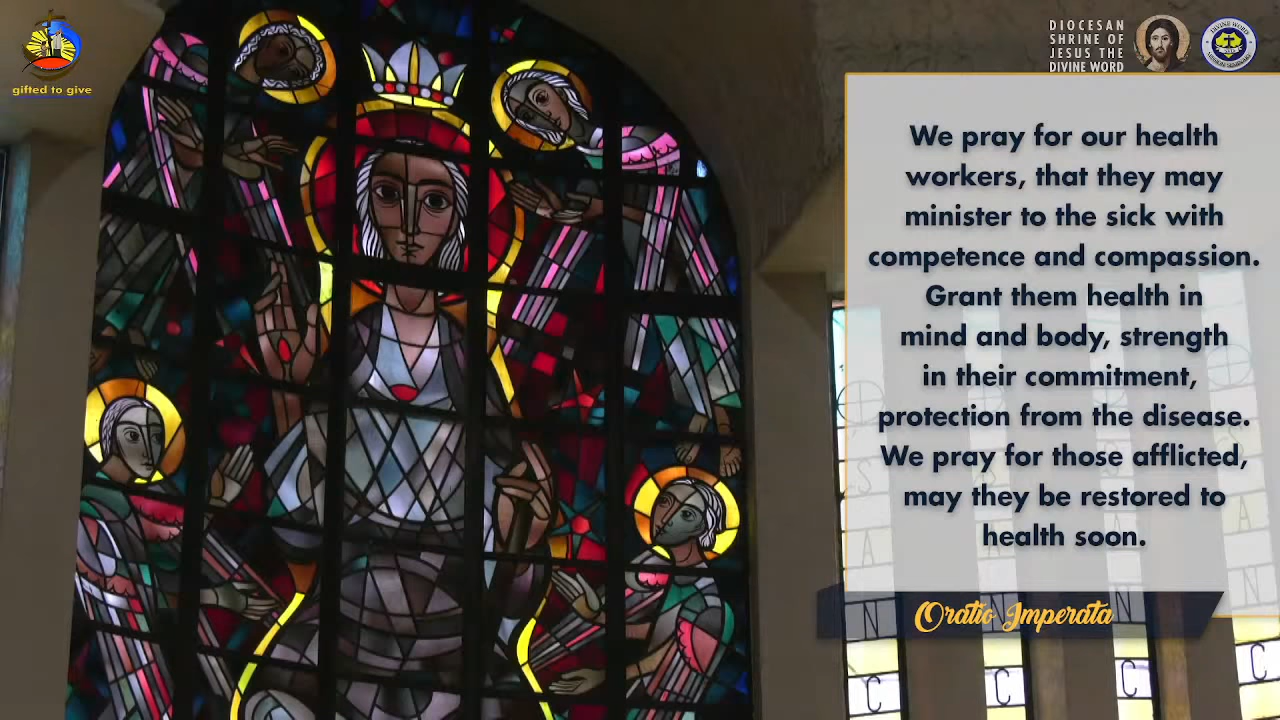 gifted to give
DIOCESAN
SHRINE OF
JESUS THE
DIVINE WORD
We pray for our health
workers, that they may
minister to the sick with
competence and compassion.
Grant them health in
mind and body, strength
in their commitment,
protection from the disease.
We pray for those afflicted,
may they be restored to
health soon.
Oratio Imperata
S
A
A
A
N
N
N
N
C
C
C
C